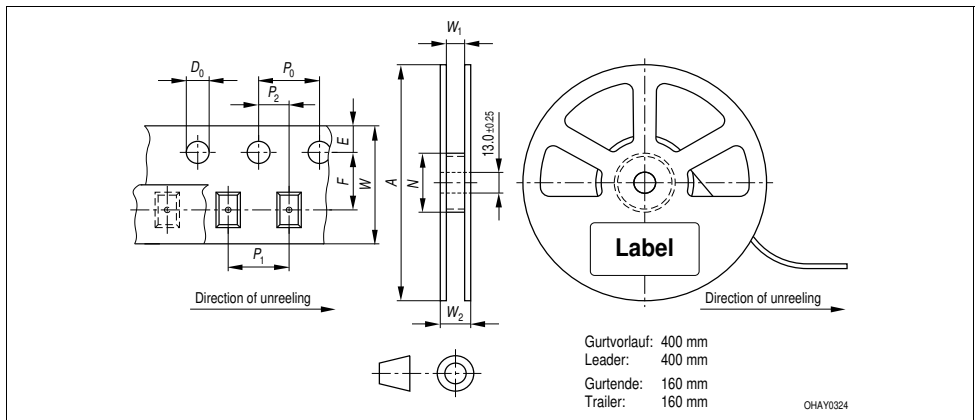 W₁
D₀
P₀
P₂
E
F
W
A
N
13.0 ±0.25
P₁
W₂
Label
Direction of unreeling
Direction of unreeling
Gurtvorlauf: 400 mm
Leader: 400 mm
Gurtende: 160 mm
Trailer: 160 mm
OHAY0324